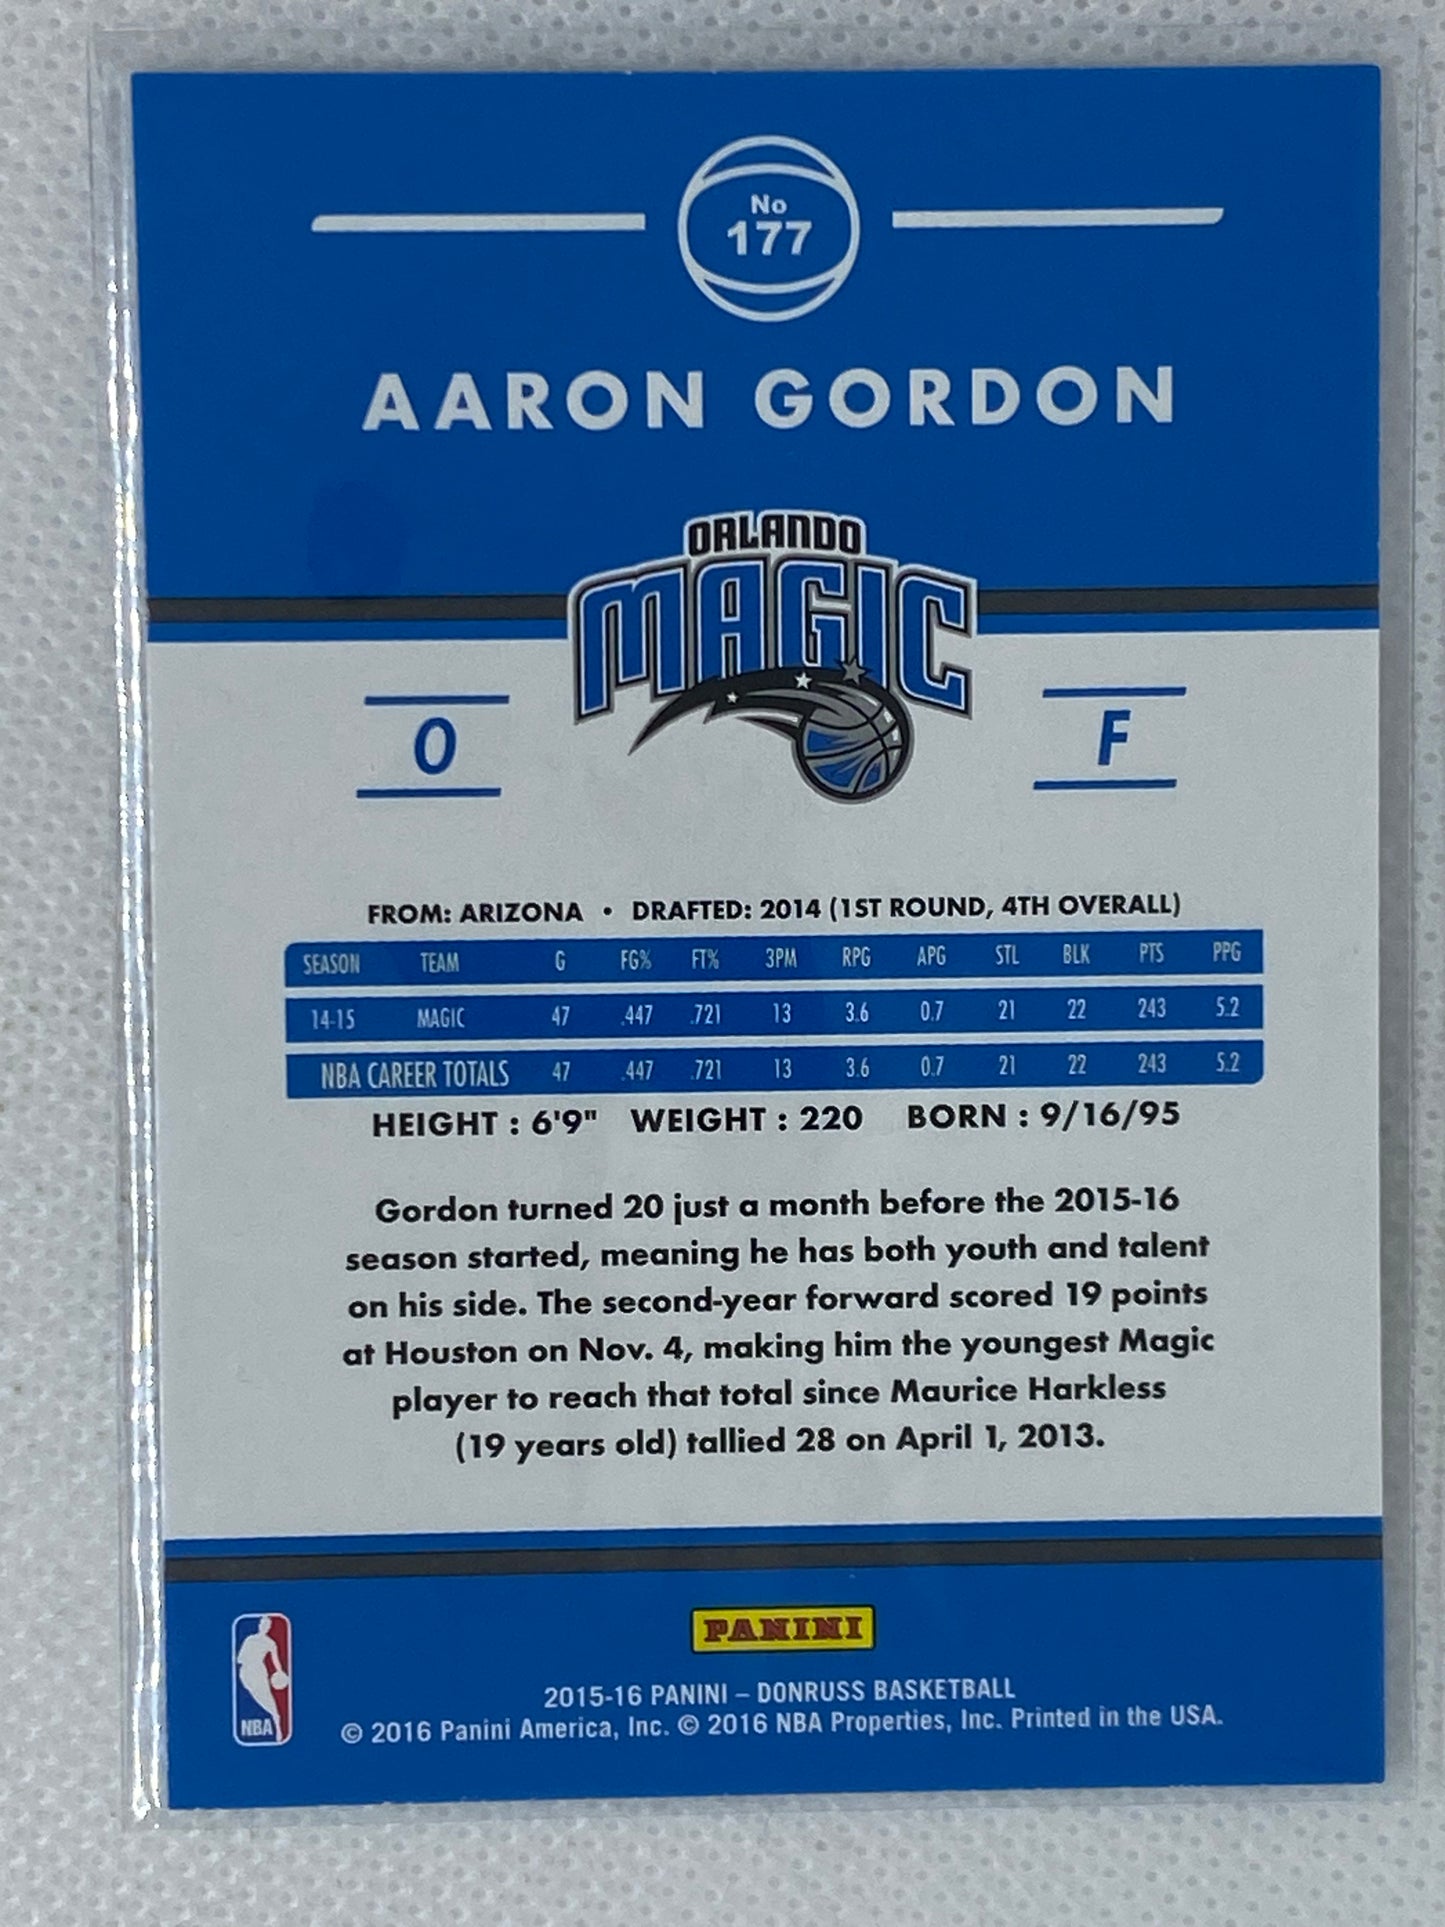 No
177
AARON GORDON
ORLANDO
MAGIC
0 F
FROM: ARIZONA • DRAFTED: 2014 (1ST ROUND, 4TH OVERALL)
SEASON TEAM G FG% FT% 3PM RPG APG STL BLK PTS PPG
14-15 MAGIC 47 .447 .721 13 3.6 0.7 21 22 243 5.2
NBA CAREER TOTALS 47 .447 .721 13 3.6 0.7 21 22 243 5.2
HEIGHT : 6'9" WEIGHT : 220 BORN : 9/16/95
Gordon turned 20 just a month before the 2015-16
season started, meaning he has both youth and talent
on his side. The second-year forward scored 19 points
at Houston on Nov. 4, making him the youngest Magic
player to reach that total since Maurice Harkless
(19 years old) tallied 28 on April 1, 2013.
PANINI
NBA
2015-16 PANINI – DONRUSS BASKETBALL
© 2016 Panini America, Inc. © 2016 NBA Properties, Inc. Printed in the USA.